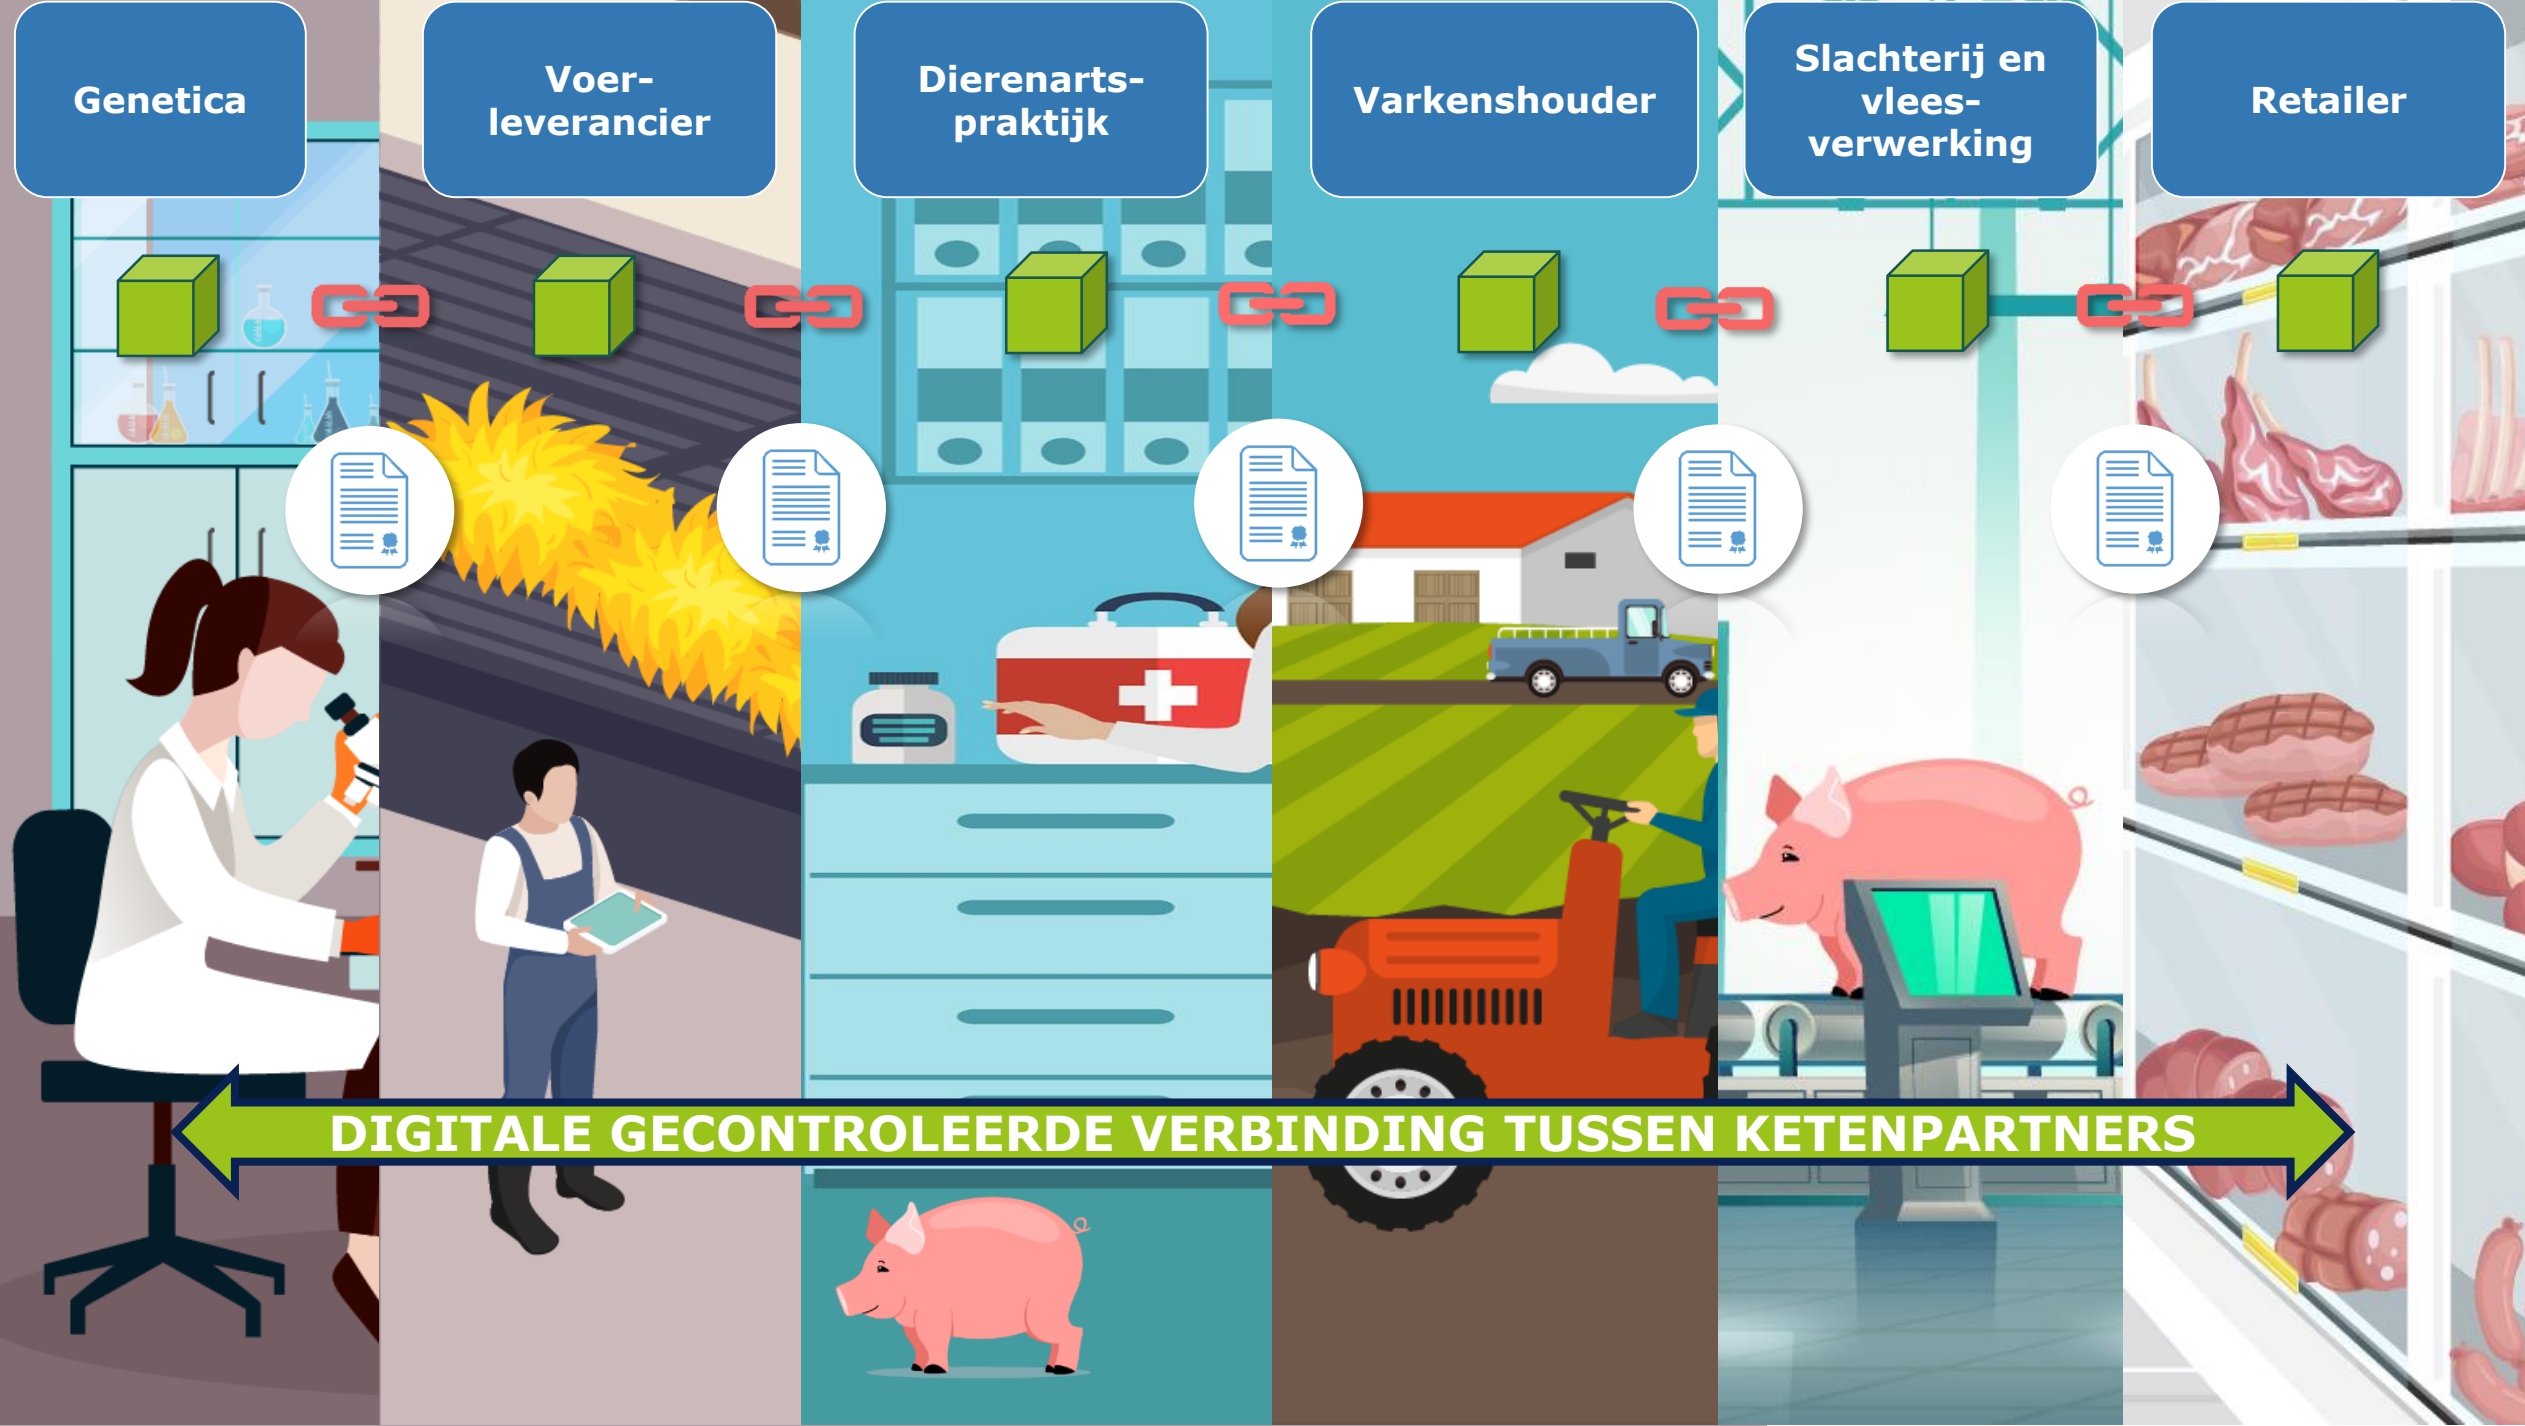 Genetica
Voer-
leverancier
Dierenarts-
praktijk
Varkenshouder
Slachterij en
vlees-
verwerking
Retailer
DIGITALE GECONTROLEERDE VERBINDING TUSSEN KETENPARTNERS